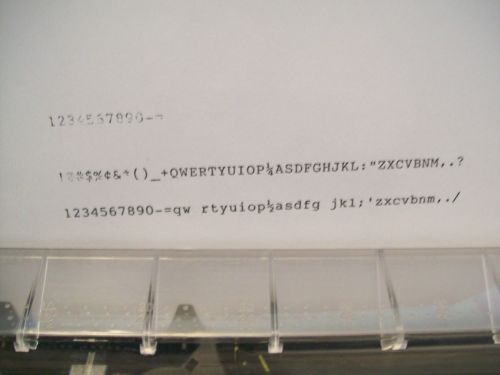 1234567890-=
!@#$%¢&*()_+QWERTYUIOP¼ASDFGHJKL:"ZXCVBNM,.?
1234567890-=qw rtyuiop½asdfg jkl;'zxcvbnm,./